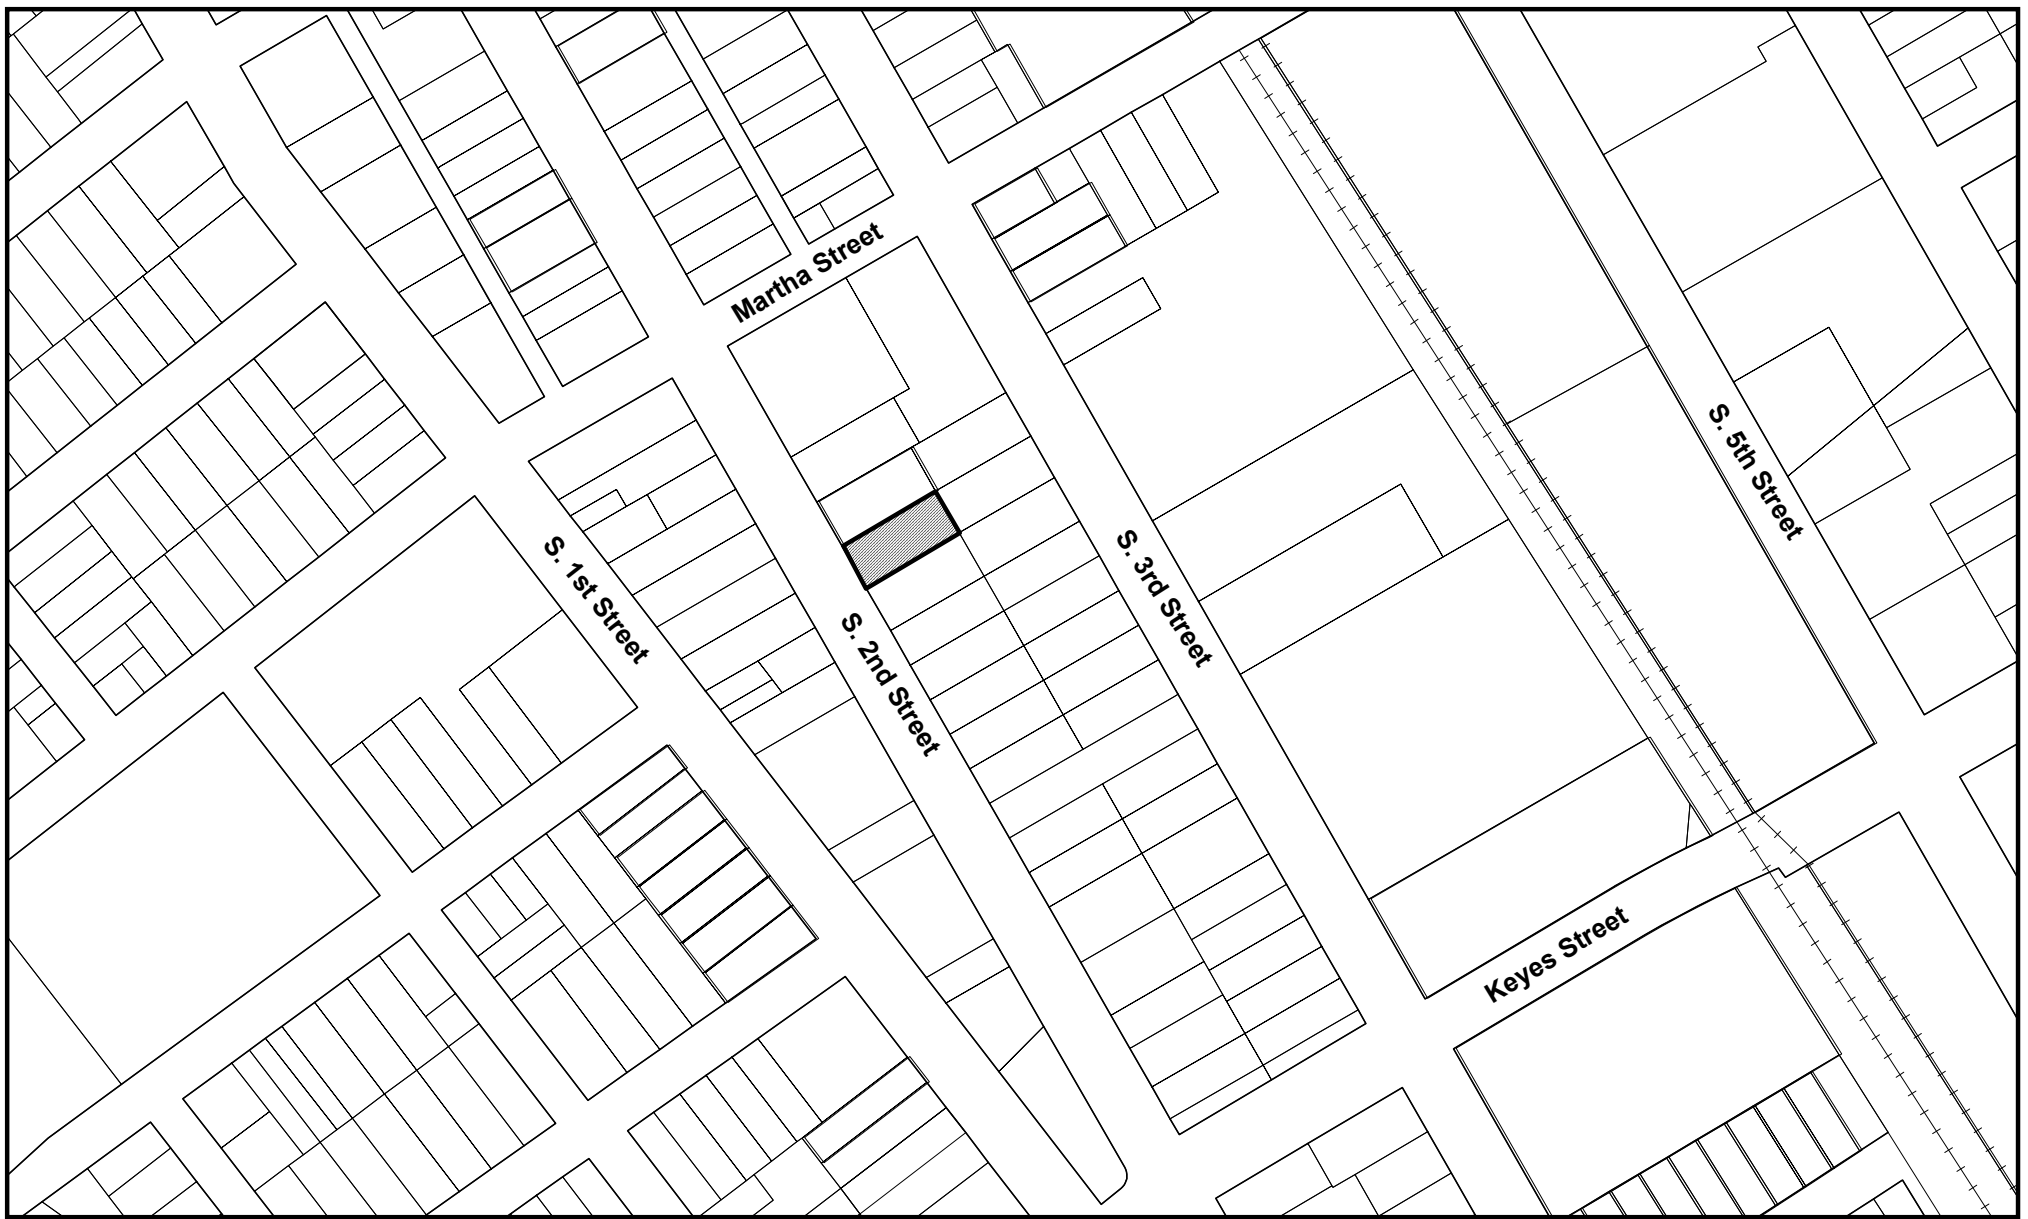 Martha Street
S. 1st Street
S. 2nd Street
S. 3rd Street
S. 5th Street
Keyes Street